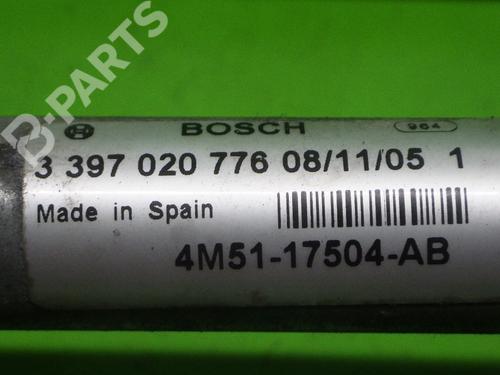 B-PARTS
BOSCH 964
3 397 020 776 08/11/05 1
Made in Spain
4M51-17504-AB